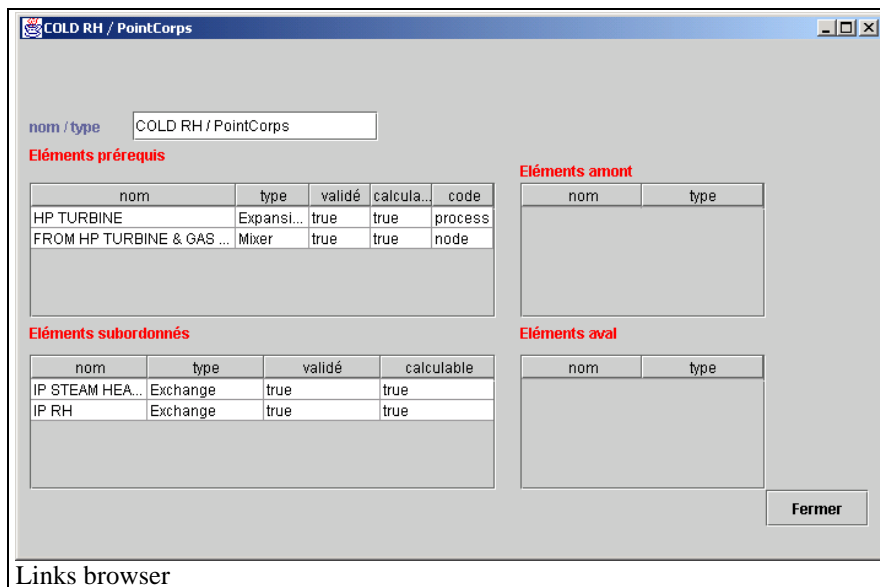 COLD RH / PointCorps
nom / type COLD RH / PointCorps
Eléments prérequis
nom type validé calcula... code
HP TURBINE Expansi... true true process
FROM HP TURBINE & GAS ... Mixer true true node
Eléments amont
nom type
Eléments subordonnés
nom type validé calculable
IP STEAM HEA... Exchange true true
IP RH Exchange true true
Eléments aval
nom type
Fermer
Links browser